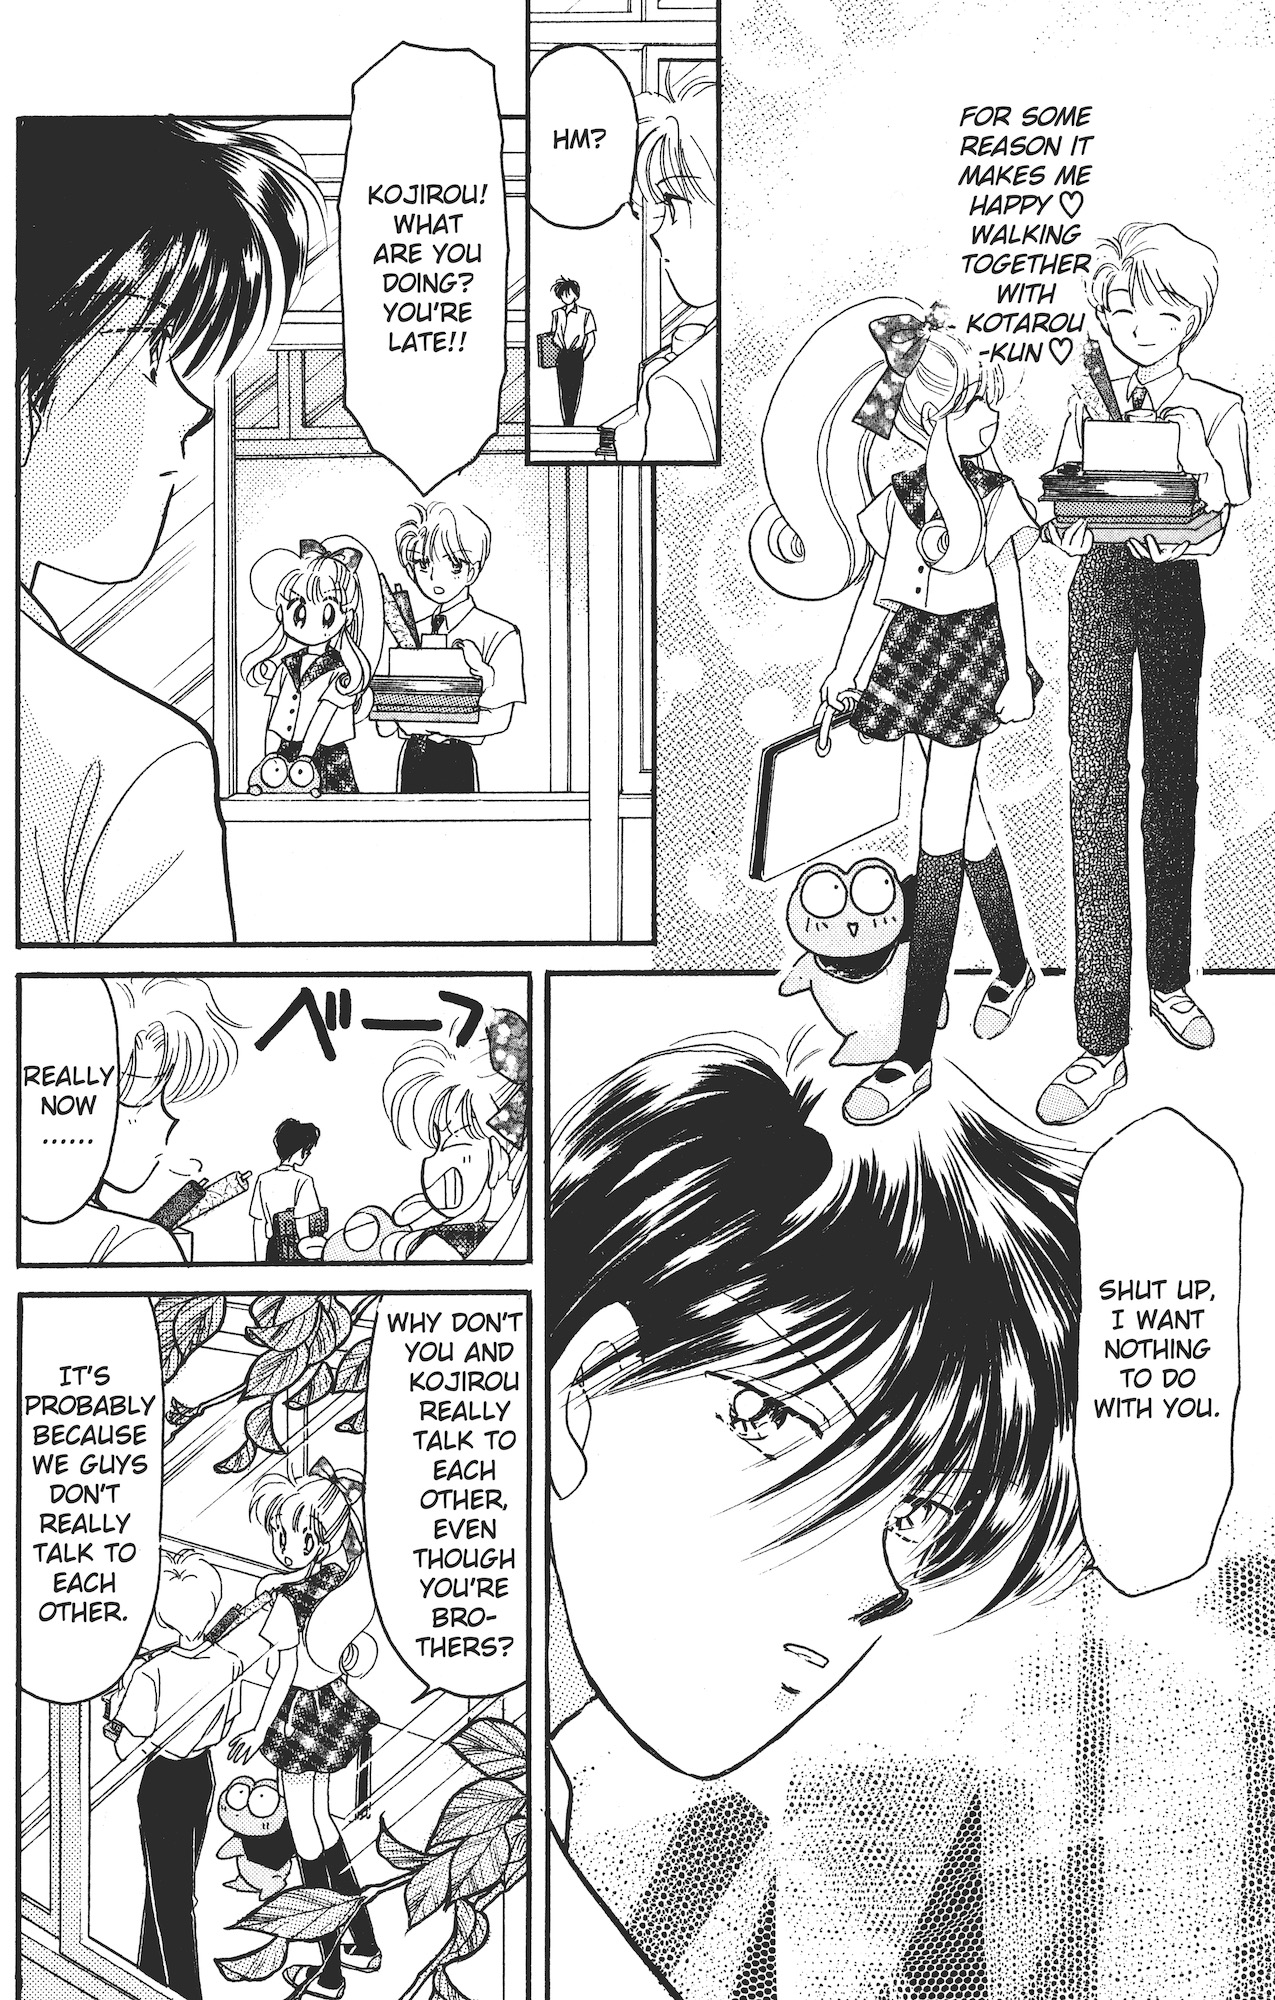 FOR SOME
REASON IT
MAKES ME
HAPPY ♡
WALKING
TOGETHER
WITH
KOTAROU
-KUN ♡
HM?
KOJIROU!
WHAT
ARE YOU
DOING?
YOU'RE
LATE!!
SHUT UP,
I WANT
NOTHING
TO DO
WITH YOU.
べーっ
REALLY
NOW
......
WHY DON'T
YOU AND
KOJIROU
REALLY
TALK TO
EACH
OTHER,
EVEN
THOUGH
YOU'RE
BRO-
THERS?
IT'S
PROBABLY
BECAUSE
WE GUYS
DON'T
REALLY
TALK TO
EACH
OTHER.